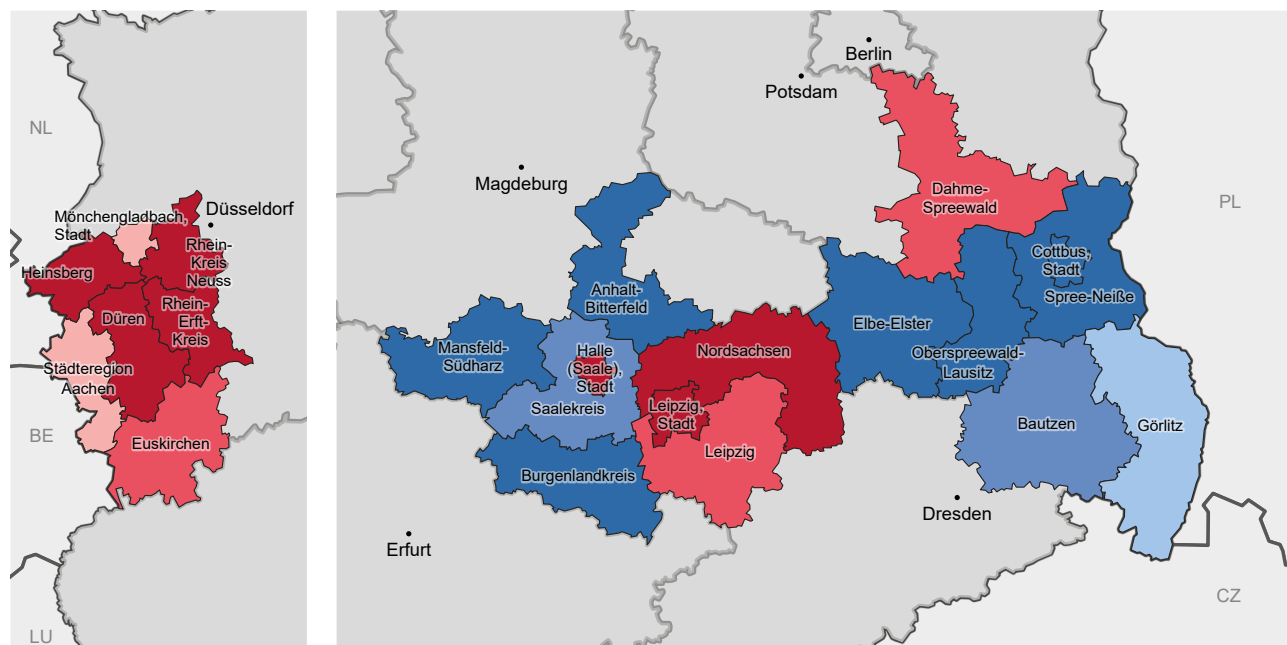 NL
Düsseldorf
Mönchengladbach,
Stadt
Rhein-
Kreis
Neuss
Heinsberg
Düren
Rhein-
Erft-
Kreis
Städteregion
Aachen
BE
Euskirchen
LU
Berlin
Potsdam
Magdeburg
Dahme-
Spreewald
PL
Cottbus,
Stadt
Spree-Neiße
Anhalt-
Bitterfeld
Elbe-Elster
Mansfeld-
Südharz
Halle
(Saale),
Stadt
Nordsachsen
Oberspreewald-
Lausitz
Saalekreis
Leipzig,
Stadt
Bautzen
Görlitz
Leipzig
Burgenlandkreis
Dresden
Erfurt
CZ